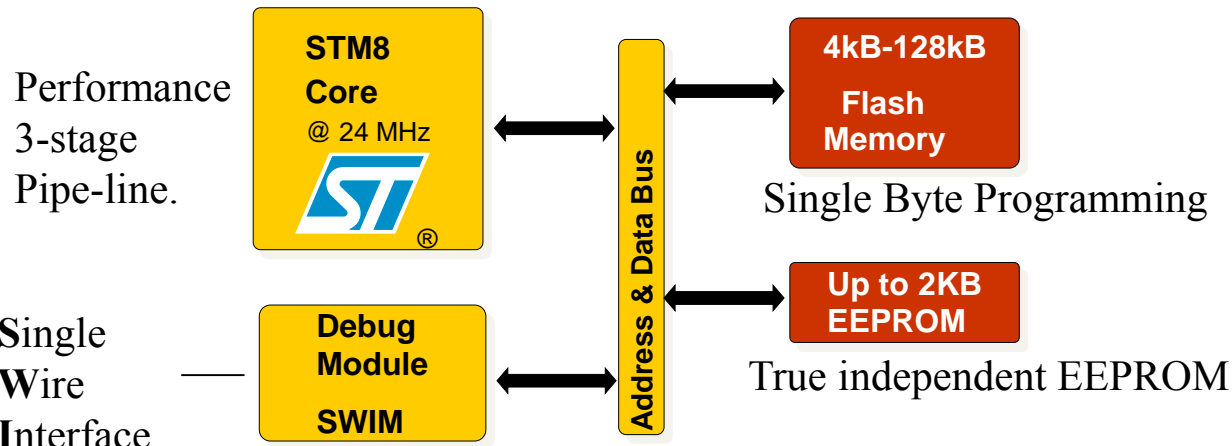 Performance
3-stage
Pipe-line.
STM8
Core
@ 24 MHz
ST
®
Single
Wire
Interface
Debug
Module
SWIM
Address & Data Bus
4kB-128kB
Flash
Memory
Single Byte Programming
Up to 2KB
EEPROM
True independent EEPROM